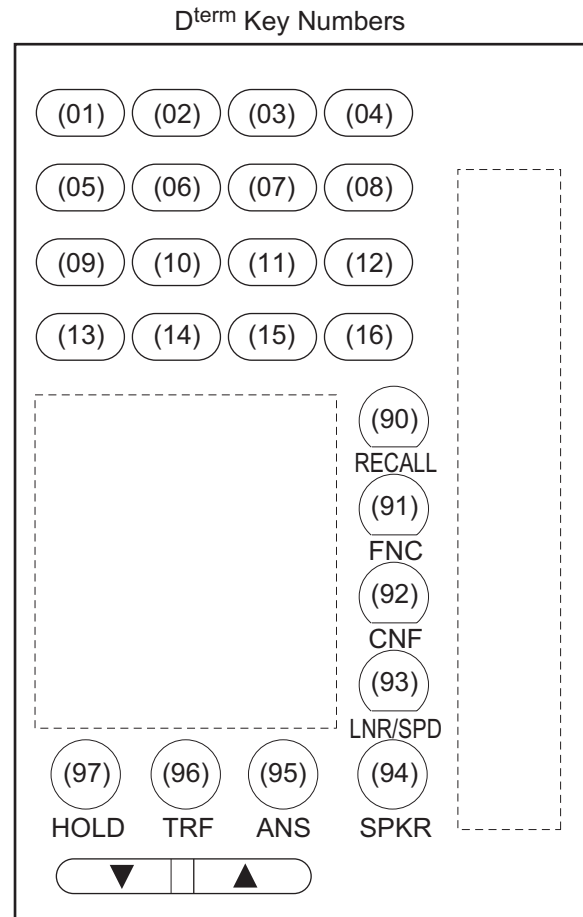 Dterm Key Numbers
(01) (02) (03) (04)
(05) (06) (07) (08)
(09) (10) (11) (12)
(13) (14) (15) (16)
(90)
RECALL
(91)
FNC
(92)
CNF
(93)
LNR/SPD
(97) (96) (95) (94)
HOLD TRF ANS SPKR